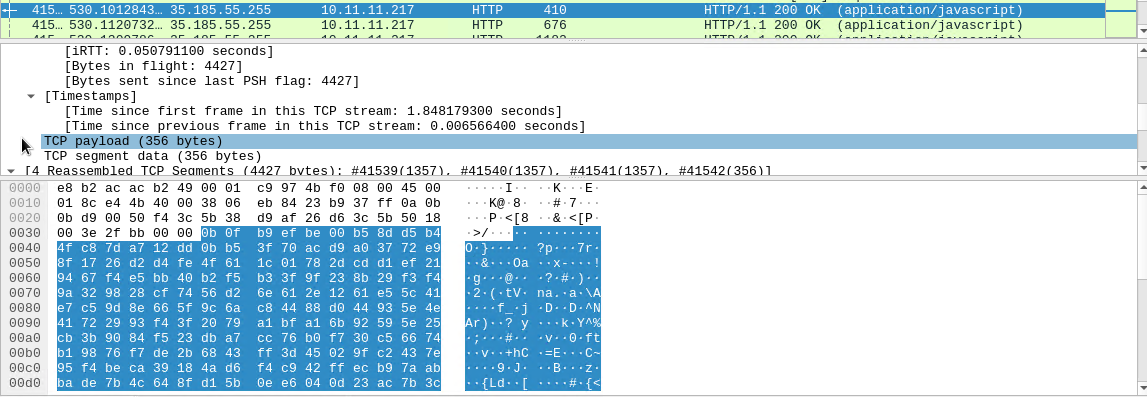 415… 530.1012843… 35.185.55.255 10.11.11.217 HTTP 410 HTTP/1.1 200 OK (application/javascript)
415… 530.1120732… 35.185.55.255 10.11.11.217 HTTP 676 HTTP/1.1 200 OK (application/javascript)
[iRTT: 0.050791100 seconds]
[Bytes in flight: 4427]
[Bytes sent since last PSH flag: 4427]
[Timestamps]
[Time since first frame in this TCP stream: 1.848179300 seconds]
[Time since previous frame in this TCP stream: 0.006566400 seconds]
TCP payload (356 bytes)
TCP segment data (356 bytes)
[4 Reassembled TCP Segments (4427 bytes): #41539(1357), #41540(1357), #41541(1357), #41542(356)]
0000 e8 b2 ac ac b2 49 00 01 c9 97 4b f0 08 00 45 00 ·····I·· ··K···E·
0010 01 8c e4 4b 40 00 38 06 eb 84 23 b9 37 ff 0a 0b ···K@·8· ··#·7···
0020 0b d9 00 50 f4 3c 5b 38 d9 af 26 d6 3c 5b 50 18 ···P·<[8 ··&·<[P·
0030 00 3e 2f bb 00 00 0b 0f b9 ef be 00 b5 8d d5 b4 ·>/····· ········
0040 4f c8 7d a7 12 dd 0b b5 3f 70 ac d9 a0 37 72 e9 O·}····· ?p···7r·
0050 8f 17 26 d2 d4 fe 4f 61 1c 01 78 2d cd d1 ef 21 ··&···Oa ··x-···!
0060 94 67 f4 e5 bb 40 b2 f5 b3 3f 9f 23 8b 29 f3 f4 ·g···@·· ·?·#·)··
0070 9a 32 98 28 cf 74 56 d2 6e 61 2e 12 61 e5 5c 41 ·2·(·tV· na.·a·\A
0080 e7 c5 9d 8e 66 5f 9c 6a c8 44 88 d0 44 93 5e 4e ····f_·j ·D··D·^N
0090 41 72 29 93 f4 3f 20 79 a1 bf a1 6b 92 59 5e 25 Ar)··? y ···k·Y^%
00a0 cb 3b 90 84 f5 23 db a7 cc 76 b0 f7 30 c5 66 74 ·;···#·· ·v··0·ft
00b0 b1 98 76 f7 de 2b 68 43 ff 3d 45 02 9f c2 43 7e ··v··+hC ·=E···C~
00c0 95 f4 be ca 39 18 4a d6 f4 c9 42 ff ec b9 7a ab ····9·J· ··B···z·
00d0 ba de 7b 4c 64 8f d1 5b 0e e6 04 0d 23 ac 7b 3c ··{Ld··[ ····#·{<